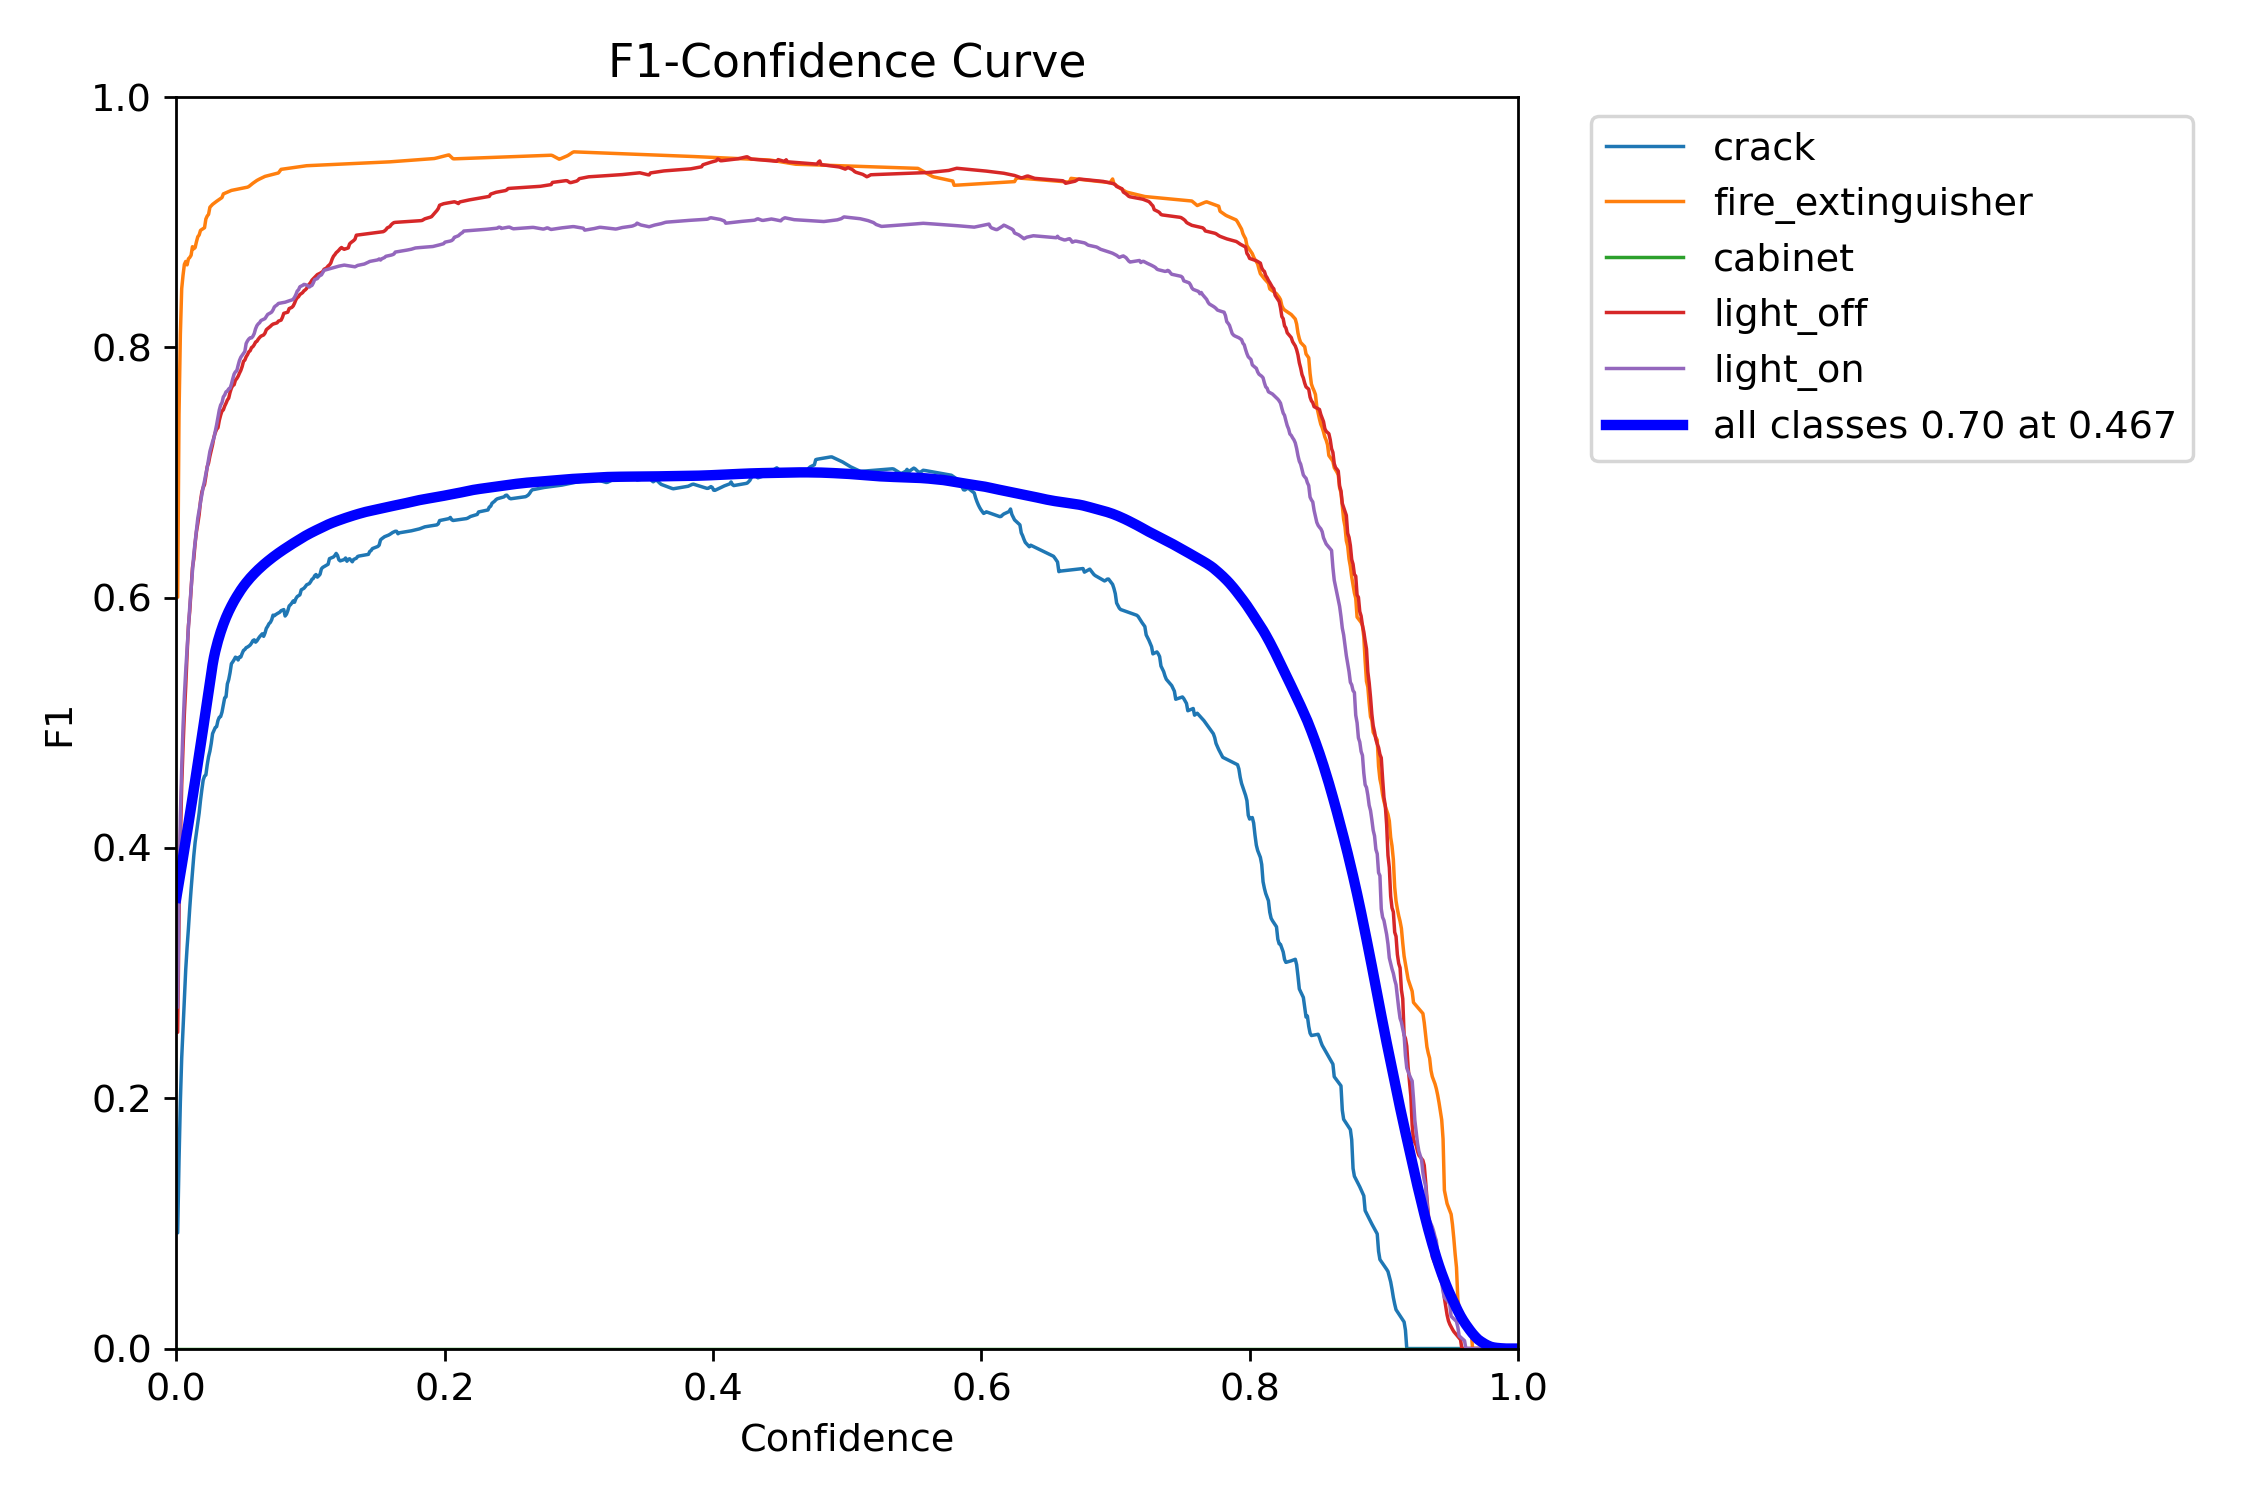 F1-Confidence Curve
1.0
0.8
0.6
0.4
0.2
0.0
F1
0.0 0.2 0.4 0.6 0.8 1.0
Confidence
crack
fire_extinguisher
cabinet
light_off
light_on
all classes 0.70 at 0.467